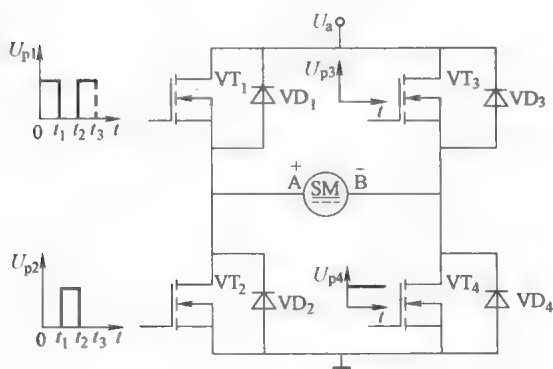 U_a
U_p1
0 t_1 t_2 t_3 t
VT_1
VD_1
U_p3
t
VT_3
VD_3
+
A
SM
-
B
U_p2
0 t_1 t_2 t
VT_2
VD_2
U_p4
t
VT_4
VD_4